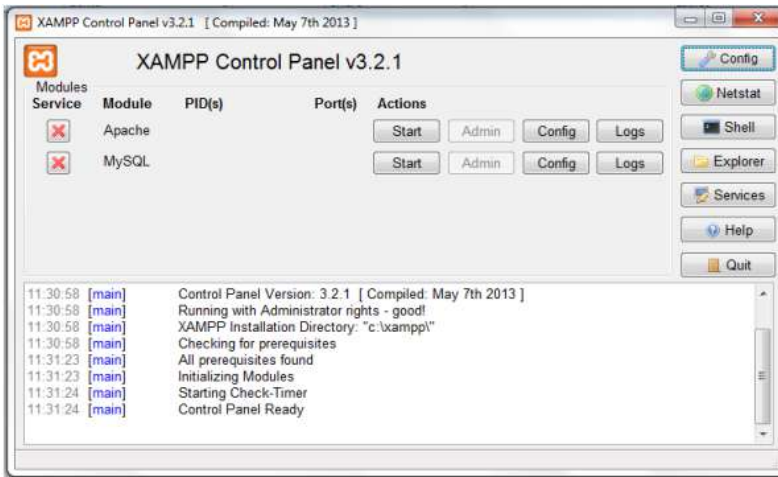 XAMPP Control Panel v3.2.1 [ Compiled: May 7th 2013 ]
XAMPP Control Panel v3.2.1
Modules
Service Module PID(s) Port(s) Actions
Apache Start Admin Config Logs
MySQL Start Admin Config Logs
Config
Netstat
Shell
Explorer
Services
Help
Quit
11:30:58 [main] Control Panel Version: 3.2.1 [ Compiled: May 7th 2013 ]
11:30:58 [main] Running with Administrator rights - good!
11:30:58 [main] XAMPP Installation Directory: "c:\xampp\"
11:30:58 [main] Checking for prerequisites
11:31:23 [main] All prerequisites found
11:31:23 [main] Initializing Modules
11:31:24 [main] Starting Check-Timer
11:31:24 [main] Control Panel Ready